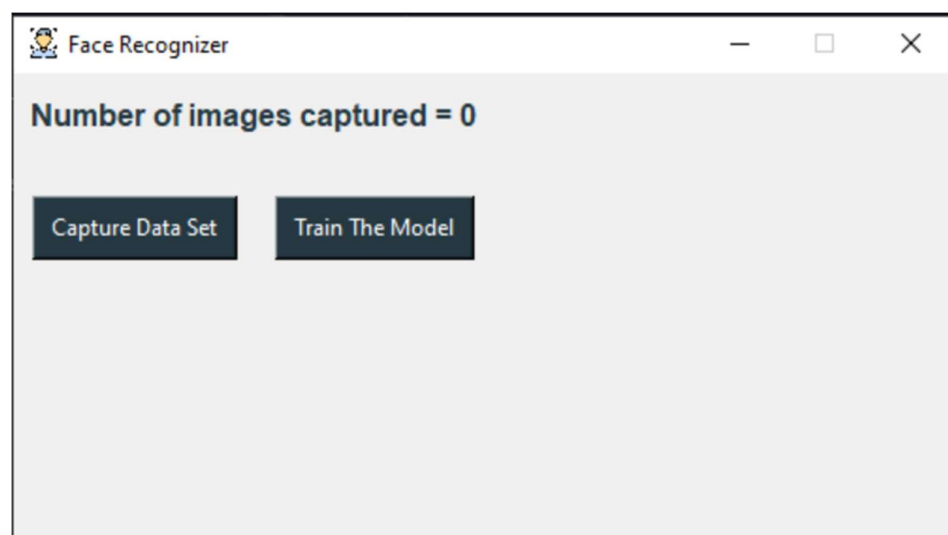 Face Recognizer
Number of images captured = 0
Capture Data Set Train The Model